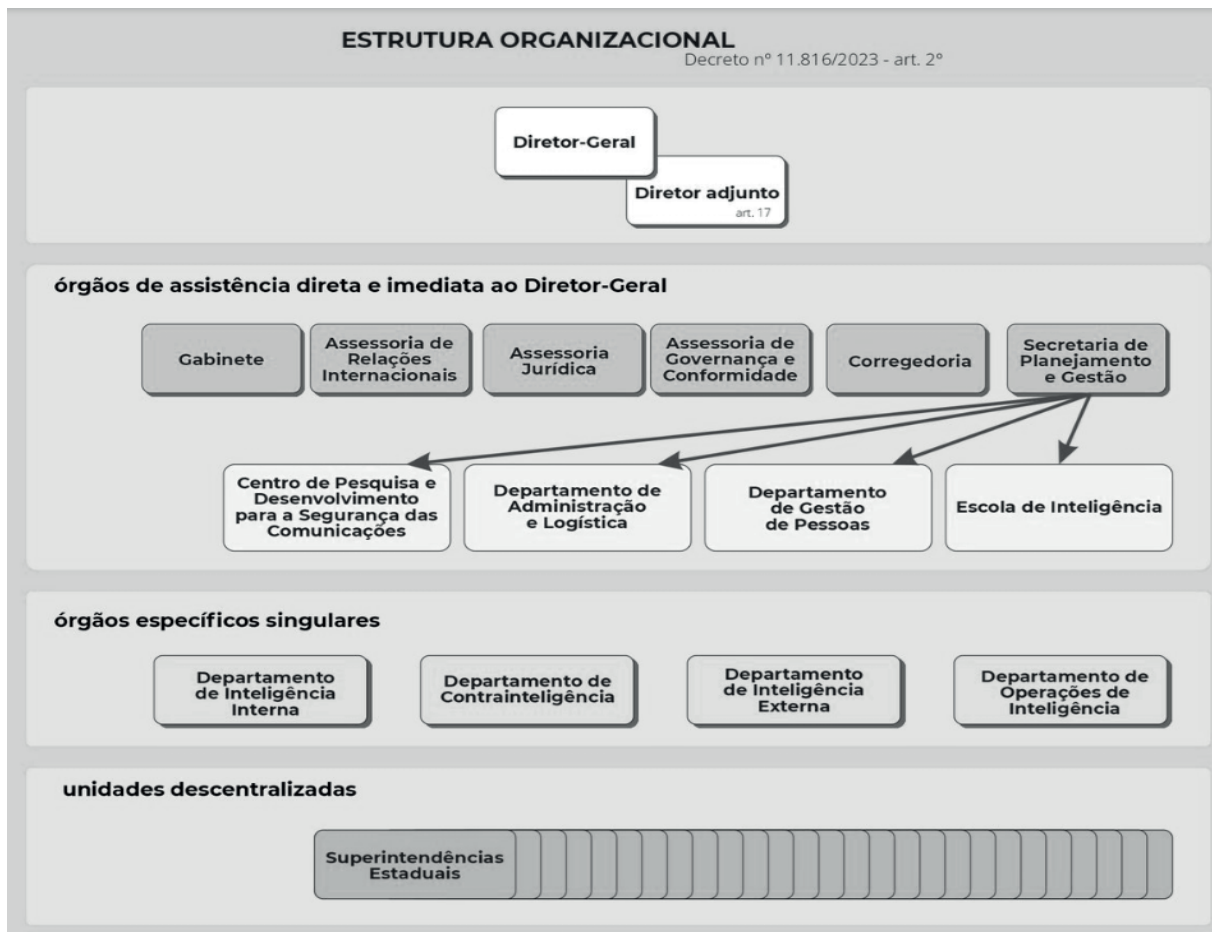 ESTRUTURA ORGANIZACIONAL
Decreto nº 11.816/2023 - art. 2°
Diretor-Geral
Diretor adjunto
art. 17
órgãos de assistência direta e imediata ao Diretor-Geral
Gabinete
Assessoria de
Relações
Internacionais
Assessoria
Jurídica
Assessoria de
Governança e
Conformidade
Corregedoria
Secretaria de
Planejamento
e Gestão
Centro de Pesquisa e
Desenvolvimento
para a Segurança das
Comunicações
Departamento de
Administração
e Logística
Departamento
de Gestão
de Pessoas
Escola de Inteligência
órgãos específicos singulares
Departamento
de Inteligência
Interna
Departamento de
Contrainteligência
Departamento
de Inteligência
Externa
Departamento de
Operações de
Inteligência
unidades descentralizadas
Superintendências
Estaduais